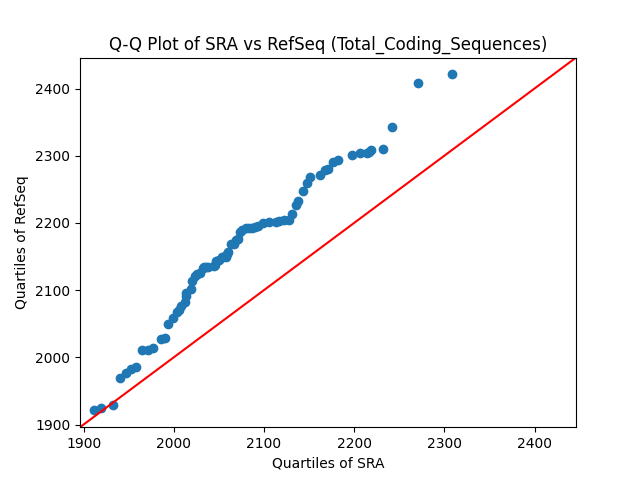 Q-Q Plot of SRA vs RefSeq (Total_Coding_Sequences)
Quartiles of RefSeq
2400
2300
2200
2100
2000
1900
1900 2000 2100 2200 2300 2400
Quartiles of SRA